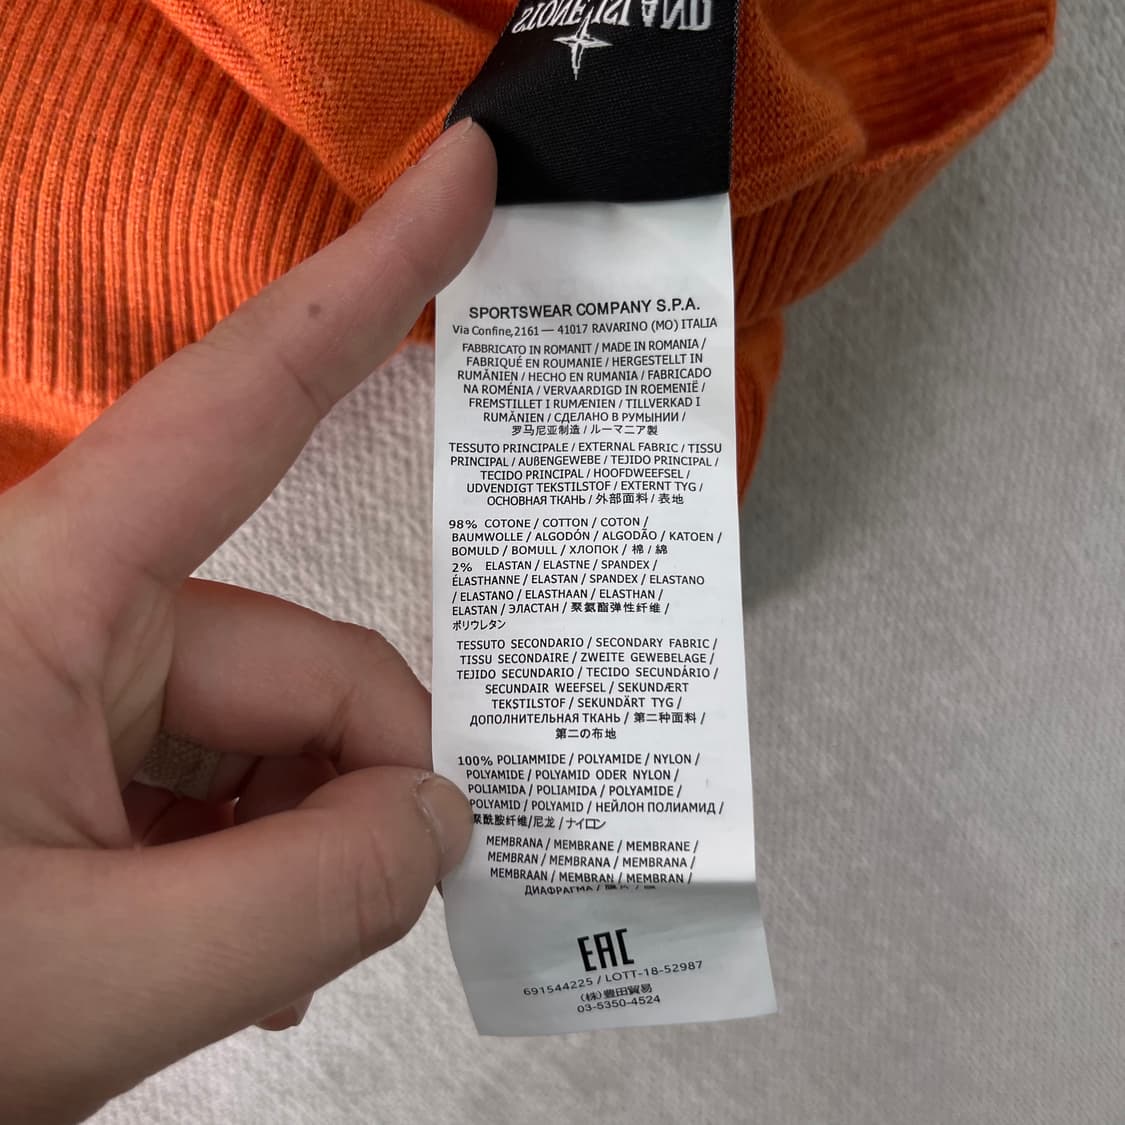 STONE ISLAND
SPORTSWEAR COMPANY S.P.A.
Via Confine,2161 — 41017 RAVARINO (MO) ITALIA
FABBRICATO IN ROMANIT / MADE IN ROMANIA /
FABRIQUÉ EN ROUMANIE / HERGESTELLT IN
RUMÄNIEN / HECHO EN RUMANIA / FABRICADO
NA ROMÊNIA / VERVAARDIGD IN ROEMENIË /
FREMSTILLET I RUMÆNIEN / TILLVERKAD I
RUMÄNIEN / СДЕЛАНО В РУМЫНИИ /
罗马尼亚制造 / ルーマニア製
TESSUTO PRINCIPALE / EXTERNAL FABRIC / TISSU
PRINCIPAL / AUßENGEWEBE / TEJIDO PRINCIPAL /
TECIDO PRINCIPAL / HOOFDWEEFSEL /
UDVENDIGT TEKSTILSTOF / EXTERNT TYG /
ОСНОВНАЯ ТКАНЬ / 外部面料 / 表地
98% COTONE / COTTON / COTON /
BAUMWOLLE / ALGODÓN / ALGODÃO / KATOEN /
BOMULD / BOMULL / ХЛОПОК / 棉 / 綿
2% ELASTAN / ELASTNE / SPANDEX /
ÉLASTHANNE / ELASTAN / SPANDEX / ELASTANO
/ ELASTANO / ELASTHAAN / ELASTHAN /
ELASTAN / ЭЛАСТАН / 聚氨酯弹性纤维 /
ポリウレタン
TESSUTO SECONDARIO / SECONDARY FABRIC /
TISSU SECONDAIRE / ZWEITE GEWEBELAGE /
TEJIDO SECUNDARIO / TECIDO SECUNDÁRIO /
SECUNDAIR WEEFSEL / SEKUNDÆRT
TEKSTILSTOF / SEKUNDÄRT TYG /
ДОПОЛНИТЕЛЬНАЯ ТКАНЬ / 第二种面料 /
第二の布地
100% POLIAMMIDE / POLYAMIDE / NYLON /
POLYAMIDE / POLYAMID ODER NYLON /
POLIAMIDA / POLIAMIDA / POLYAMIDE /
POLYAMID / POLYAMID / НЕЙЛОН ПОЛИАМИД /
聚酰胺纤维/尼龙 / ナイロン
MEMBRANA / MEMBRANE / MEMBRANE /
MEMBRAN / MEMBRANA / MEMBRANA /
MEMBRAAN / MEMBRAN / MEMBRAN /
ДИАФРАГМА /
EAC
691544225 / LOTT-18-52987
(株)豊田貿易
03-5350-4524